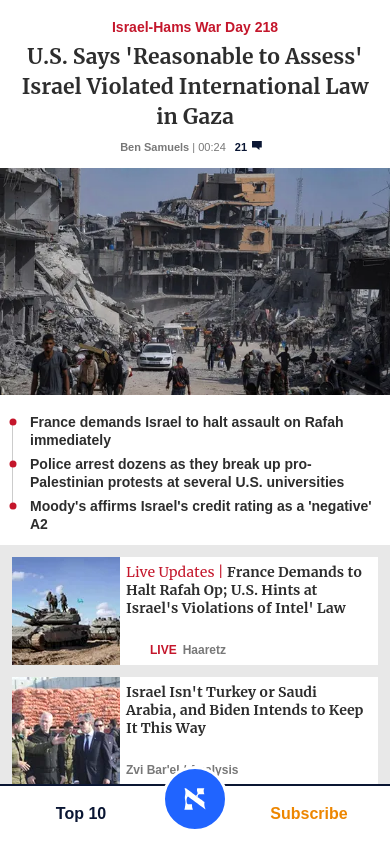 Israel-Hams War Day 218
U.S. Says 'Reasonable to Assess'
Israel Violated International Law
in Gaza
Ben Samuels | 00:24 21
France demands Israel to halt assault on Rafah
immediately
Police arrest dozens as they break up pro-
Palestinian protests at several U.S. universities
Moody's affirms Israel's credit rating as a 'negative'
A2
Live Updates | France Demands to
Halt Rafah Op; U.S. Hints at
Israel's Violations of Intel' Law
LIVE Haaretz
Israel Isn't Turkey or Saudi
Arabia, and Biden Intends to Keep
It This Way
Zvi Bar'el | Analysis
Top 10
Subscribe